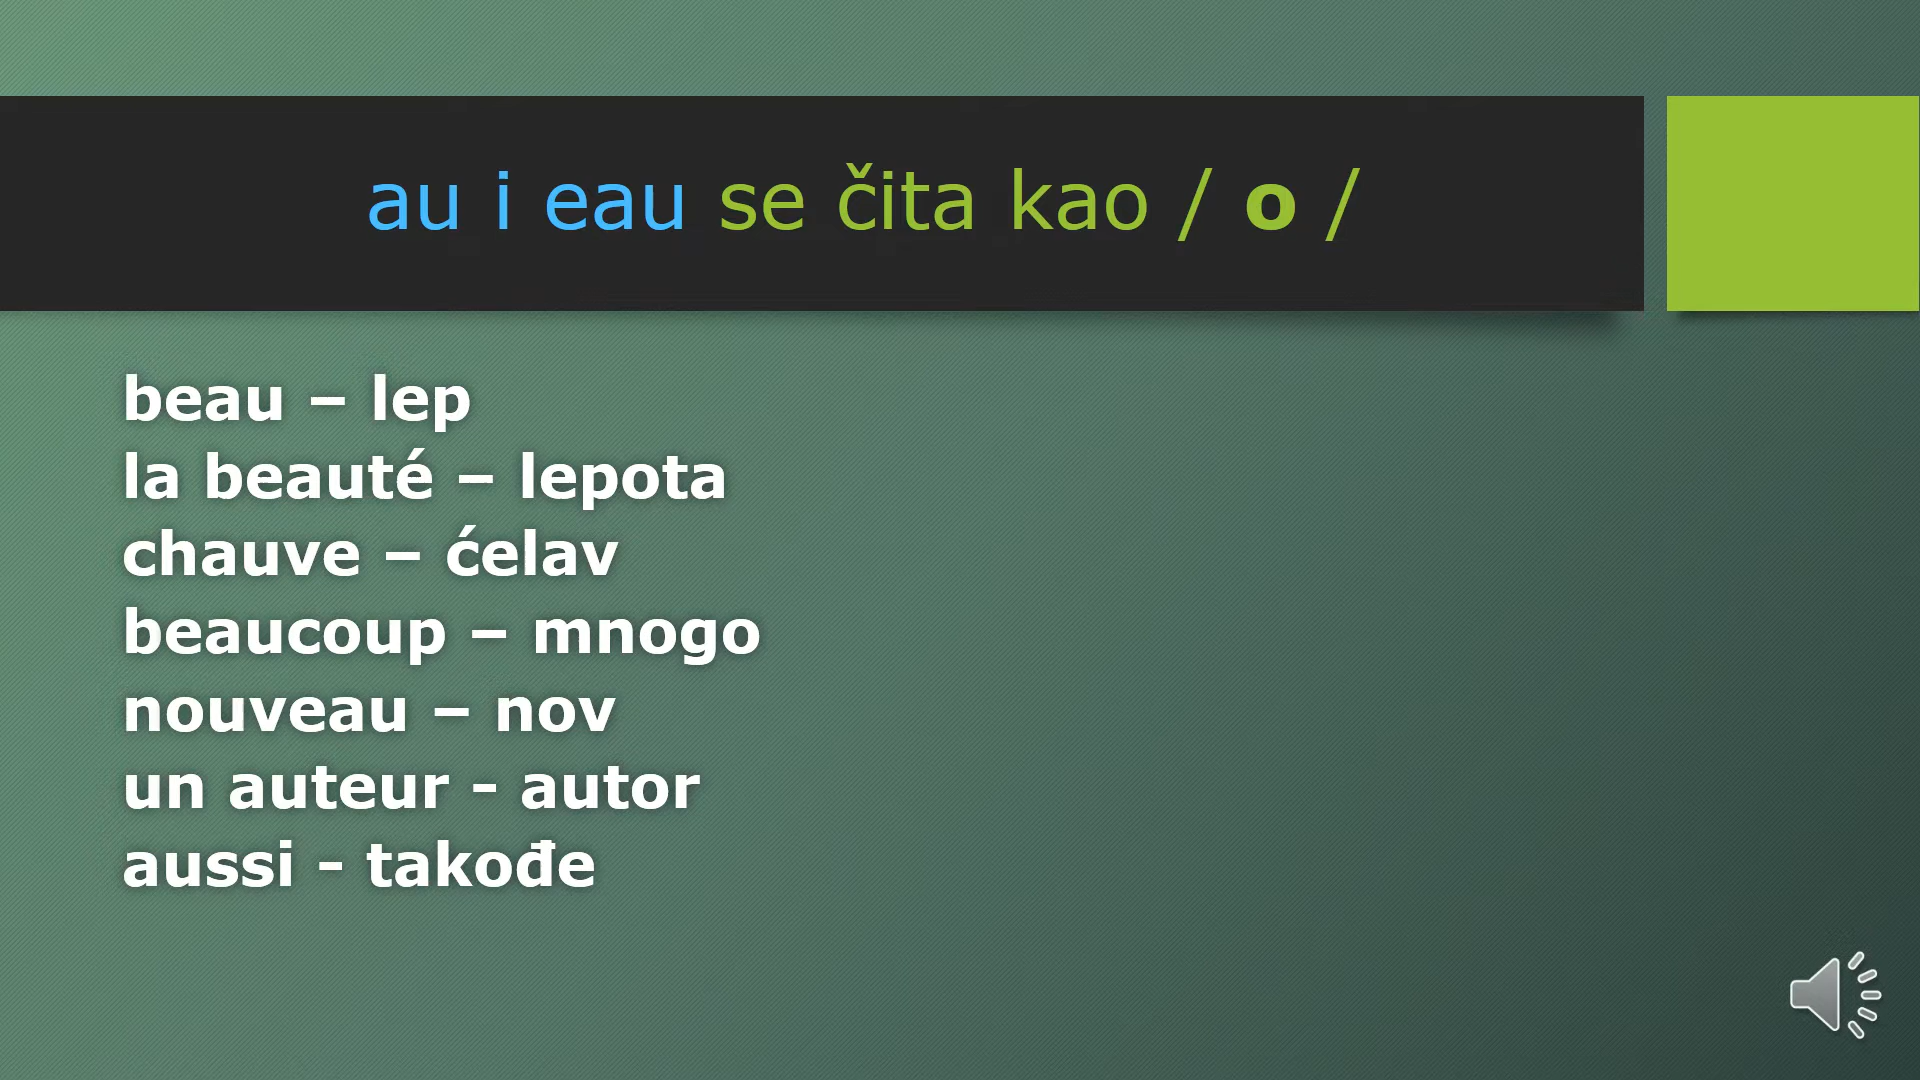 au i eau se čita kao / o /
beau – lep
la beauté – lepota
chauve – ćelav
beaucoup – mnogo
nouveau – nov
un auteur - autor
aussi - takođe